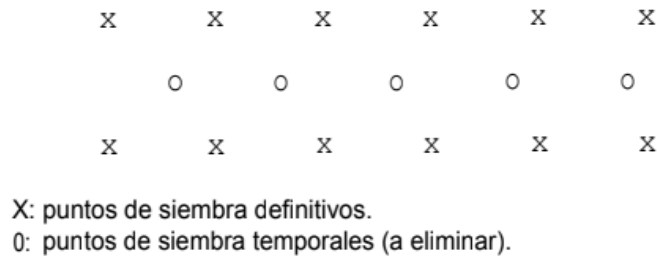 X X X X X X
O O O O O
X X X X X X
X: puntos de siembra definitivos.
0: puntos de siembra temporales (a eliminar).